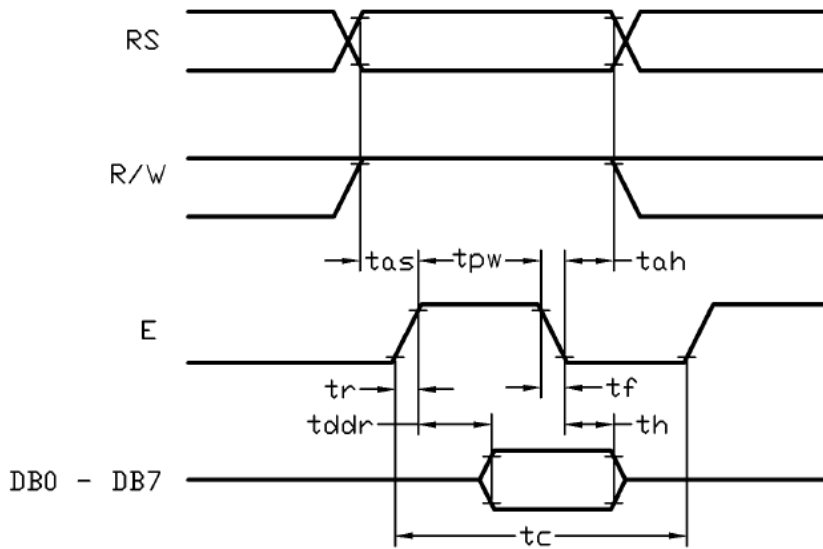 RS
R/W
tas tpw tah
E
tr tf
tddr th
DB0 - DB7
tc